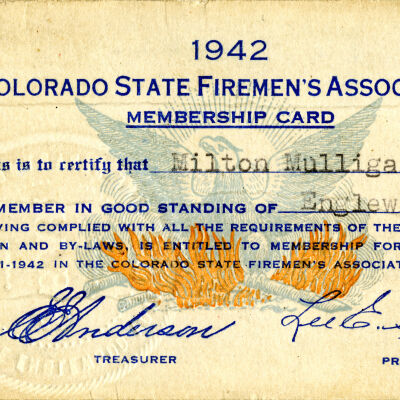 1942
OLORADO STATE FIREMEN'S ASSOC
MEMBERSHIP CARD
s is to certify that Milton Mulliga
MEMBER IN GOOD STANDING OF Englew
VING COMPLIED WITH ALL THE REQUIREMENTS OF THE
N AND BY-LAWS, IS ENTITLED TO MEMBERSHIP FOR
1-1942 IN THE COLORADO STATE FIREMEN'S ASSOCIAT
E Anderson Lee E.
TREASURER PR